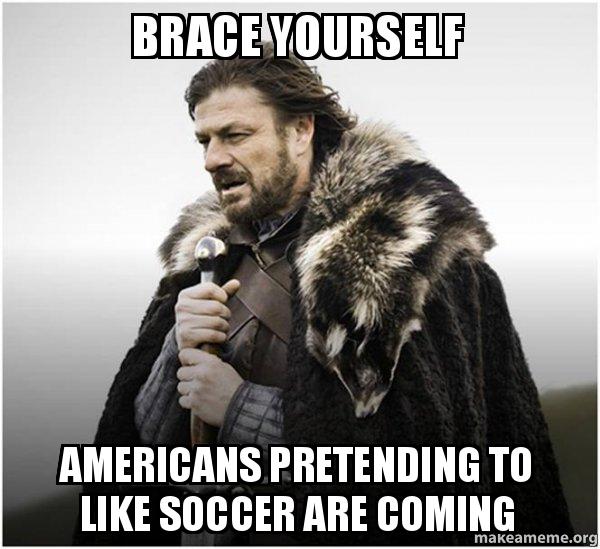 BRACE YOURSELF
AMERICANS PRETENDING TO
LIKE SOCCER ARE COMING
makeameme.org